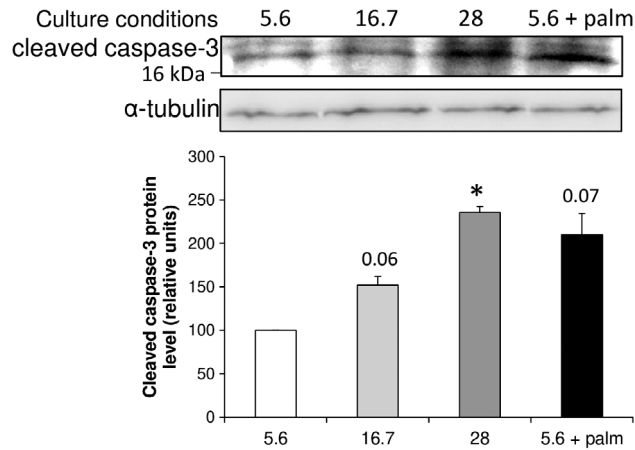 Culture conditions 5.6 16.7 28 5.6 + palm
cleaved caspase-3
16 kDa
α-tubulin
Cleaved caspase-3 protein
level (relative units)
300
250
200
150
100
50
0
0.06
*
0.07
5.6 16.7 28 5.6 + palm